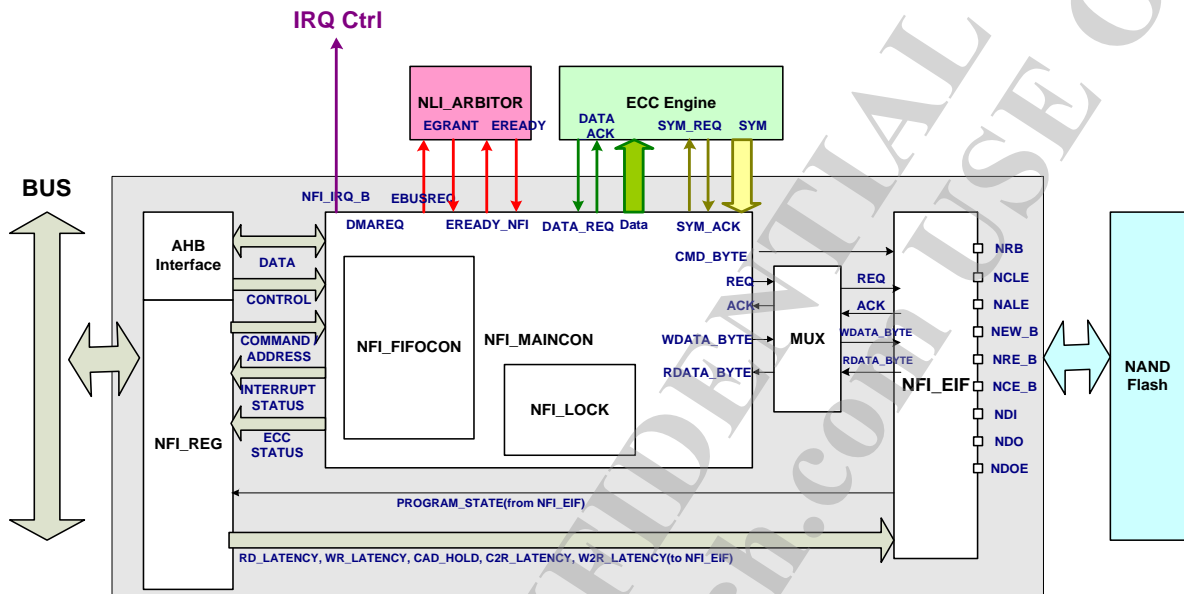 IRQ Ctrl
NLI_ARBITOR
EGRANT EREADY
ECC Engine
DATA
ACK
SYM_REQ SYM
BUS
NFI_IRQ_B
EBUSREQ
DMAREQ
EREADY_NFI
DATA_REQ
Data
SYM_ACK
AHB
Interface
DATA
CONTROL
COMMAND /
ADDRESS
INTERRUPT
STATUS
ECC
STATUS
NFI_REG
NFI_FIFOCON
NFI_MAINCON
NFI_LOCK
CMD_BYTE
REQ
ACK
WDATA_BYTE
RDATA_BYTE
MUX
REQ
ACK
WDATA_BYTE
RDATA_BYTE
NFI_EIF
NRB
NCLE
NALE
NEW_B
NRE_B
NCE_B
NDI
NDO
NDOE
NAND
Flash
PROGRAM_STATE(from NFI_EIF)
RD_LATENCY, WR_LATENCY, CAD_HOLD, C2R_LATENCY, W2R_LATENCY(to NFI_EIF)